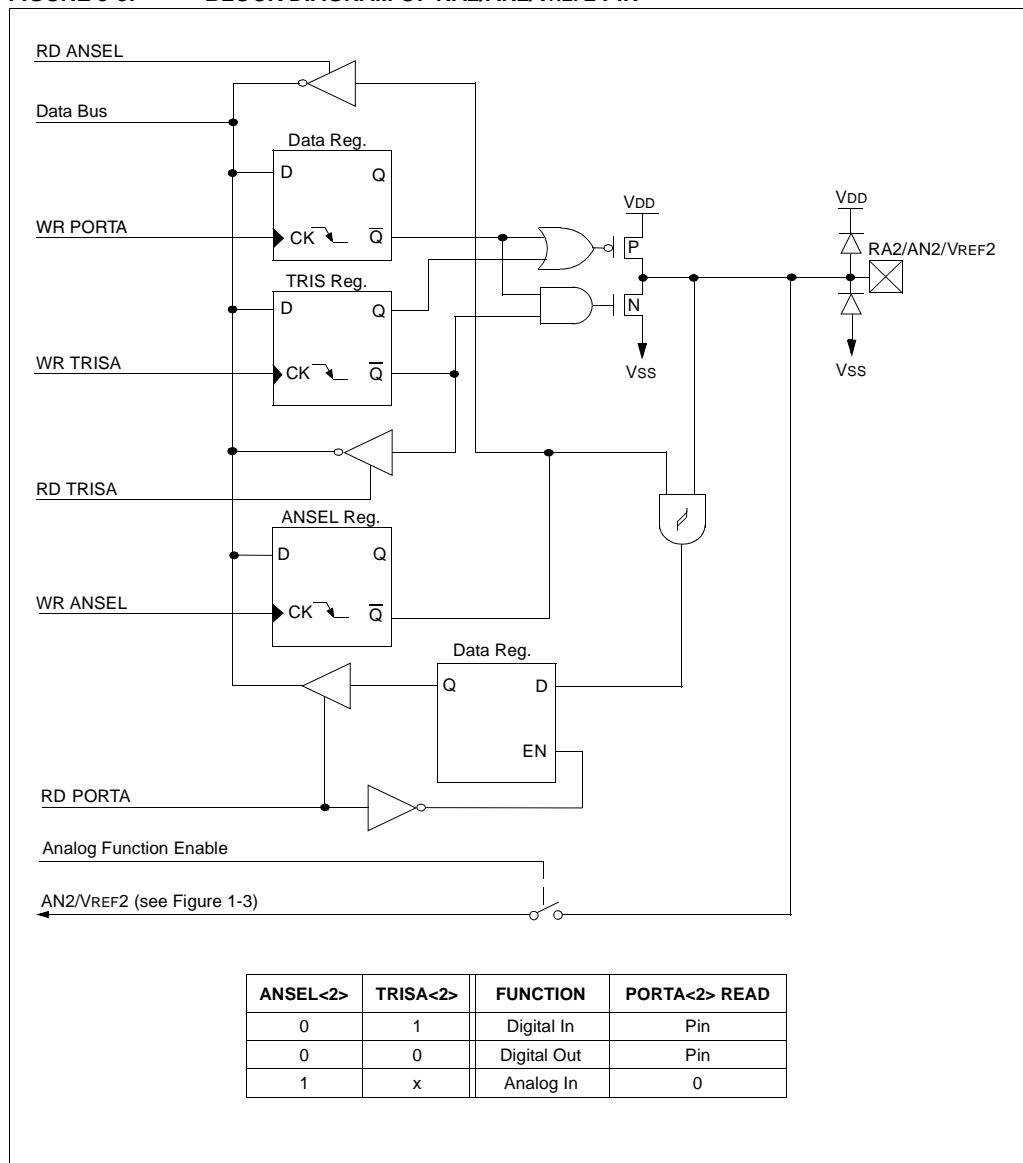 RD ANSEL
Data Bus
Data Reg.
D Q
VDD VDD
WR PORTA
CK Q
P
RA2/AN2/VREF2
TRIS Reg.
D Q
N
WR TRISA
CK Q
VSS VSS
RD TRISA
ANSEL Reg.
D Q
WR ANSEL
CK Q
Data Reg.
Q D
EN
RD PORTA
Analog Function Enable
AN2/VREF2 (see Figure 1-3)
ANSEL<2> TRISA<2> FUNCTION PORTA<2> READ
0 1 Digital In Pin
0 0 Digital Out Pin
1 x Analog In 0